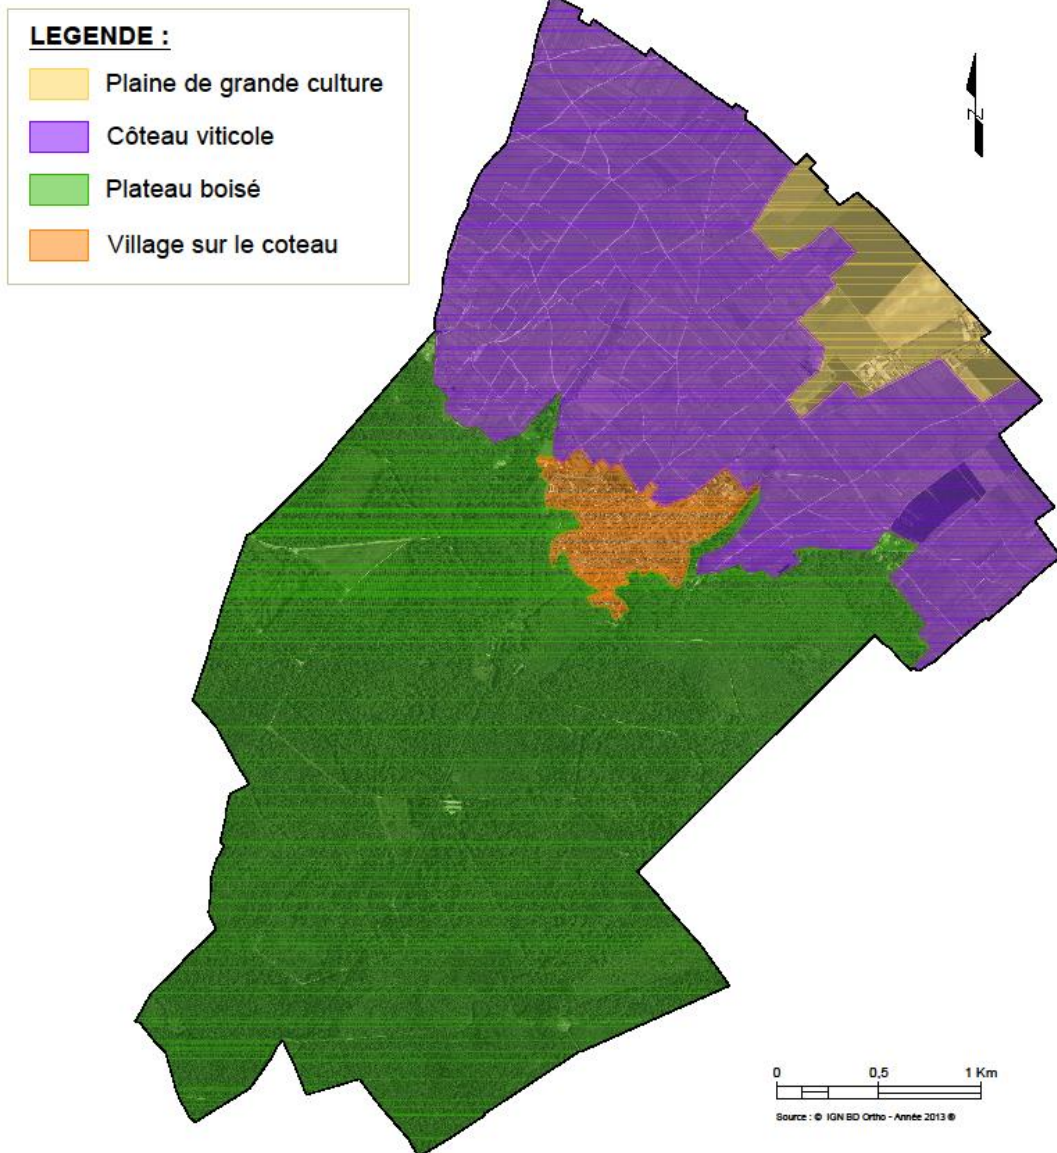 LEGENDE :
Plaine de grande culture
Côteau viticole
Plateau boisé
Village sur le coteau
N
0 0,5 1 Km
Source : © IGN BD Ortho - Année 2013 ®